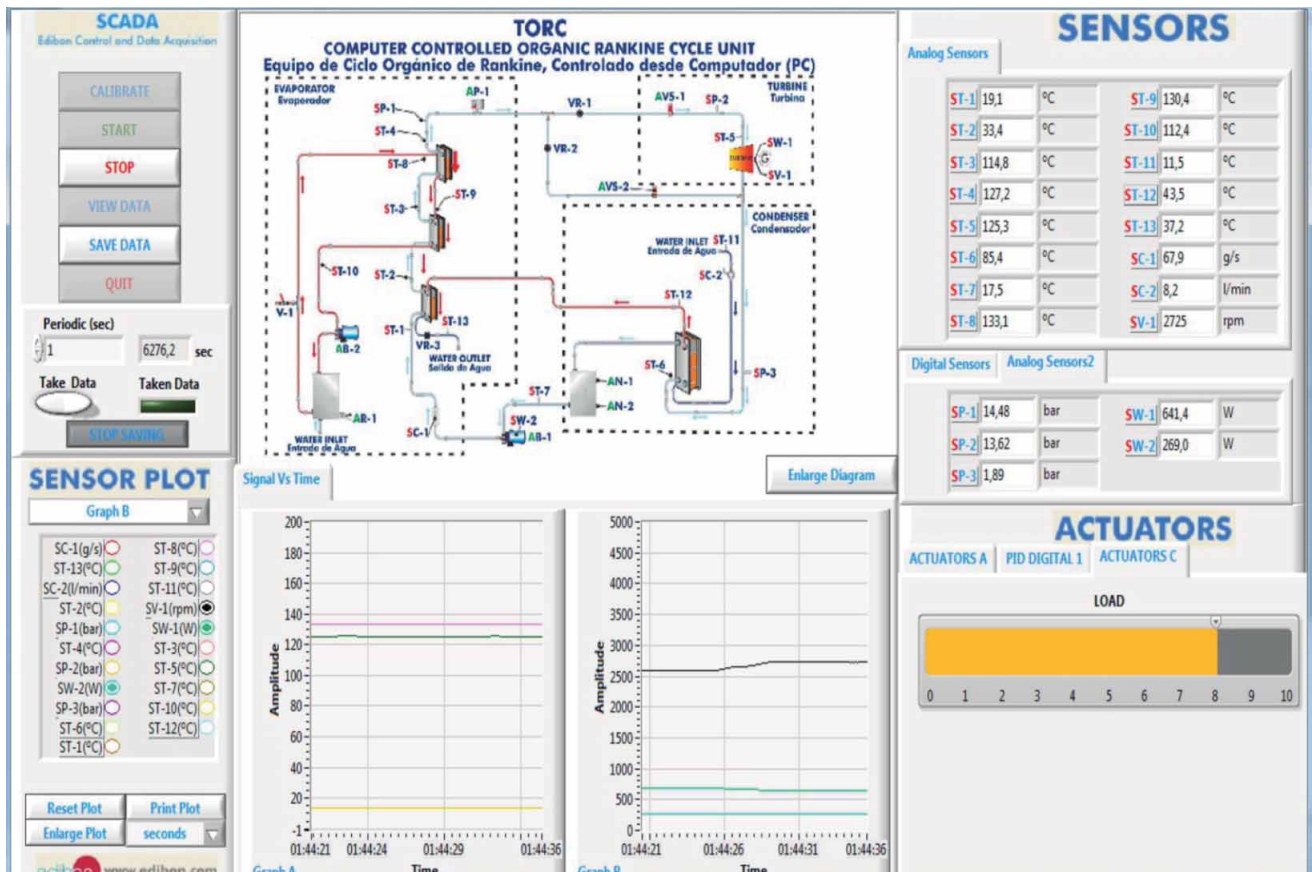 SCADA
Edibon Control and Data Acquisition
CALIBRATE
START
STOP
VIEW DATA
SAVE DATA
QUIT
Periodic (sec)
1
6276,2 sec
Take Data
Taken Data
STOP SAVING
TORC
COMPUTER CONTROLLED ORGANIC RANKINE CYCLE UNIT
Equipo de Ciclo Orgánico de Rankine, Controlado desde Computador (PC)
EVAPORATOR
Evaporador
AP-1
SP-1
ST-4
ST-8
ST-9
ST-3
ST-10
ST-2
V-1
ST-1
ST-13
VR-3
AB-2
WATER OUTLET
Salida de Agua
AR-1
WATER INLET
Entrada de Agua
SC-1
SW-2
AB-1
ST-7
VR-1
VR-2
AVS-1
SP-2
TURBINE
Turbina
ST-5
SW-1
G
SV-1
AVS-2
CONDENSER
Condensador
WATER INLET
Entrada de Agua
ST-11
SC-2
ST-12
ST-6
AN-1
AN-2
SP-3
Enlarge Diagram
SENSORS
Analog Sensors
ST-1 19,1 ºC
ST-2 33,4 ºC
ST-3 114,8 ºC
ST-4 127,2 ºC
ST-5 125,3 ºC
ST-6 85,4 ºC
ST-7 17,5 ºC
ST-8 133,1 ºC
ST-9 130,4 ºC
ST-10 112,4 ºC
ST-11 11,5 ºC
ST-12 43,5 ºC
ST-13 37,2 ºC
SC-1 67,9 g/s
SC-2 8,2 l/min
SV-1 2725 rpm
Digital Sensors
Analog Sensors2
SP-1 14,48 bar
SP-2 13,62 bar
SP-3 1,89 bar
SW-1 641,4 W
SW-2 269,0 W
SENSOR PLOT
Graph B
SC-1(g/s)
ST-13(ºC)
SC-2(l/min)
ST-2(ºC)
SP-1(bar)
ST-4(ºC)
SP-2(bar)
SW-2(W)
SP-3(bar)
ST-6(ºC)
ST-1(ºC)
ST-8(ºC)
ST-9(ºC)
ST-11(ºC)
SV-1(rpm)
SW-1(W)
ST-3(ºC)
ST-5(ºC)
ST-7(ºC)
ST-10(ºC)
ST-12(ºC)
Reset Plot
Print Plot
Enlarge Plot
seconds
www.edibon.com
Signal Vs Time
200
180
160
140
120
100
80
60
40
20
-1
Amplitude
01:44:21 01:44:24 01:44:29 01:44:36
Time
Graph A
5000
4500
4000
3500
3000
2500
2000
1500
1000
500
0
Amplitude
01:44:21 01:44:26 01:44:31 01:44:36
Time
Graph B
ACTUATORS
ACTUATORS A
PID DIGITAL 1
ACTUATORS C
LOAD
0 1 2 3 4 5 6 7 8 9 10